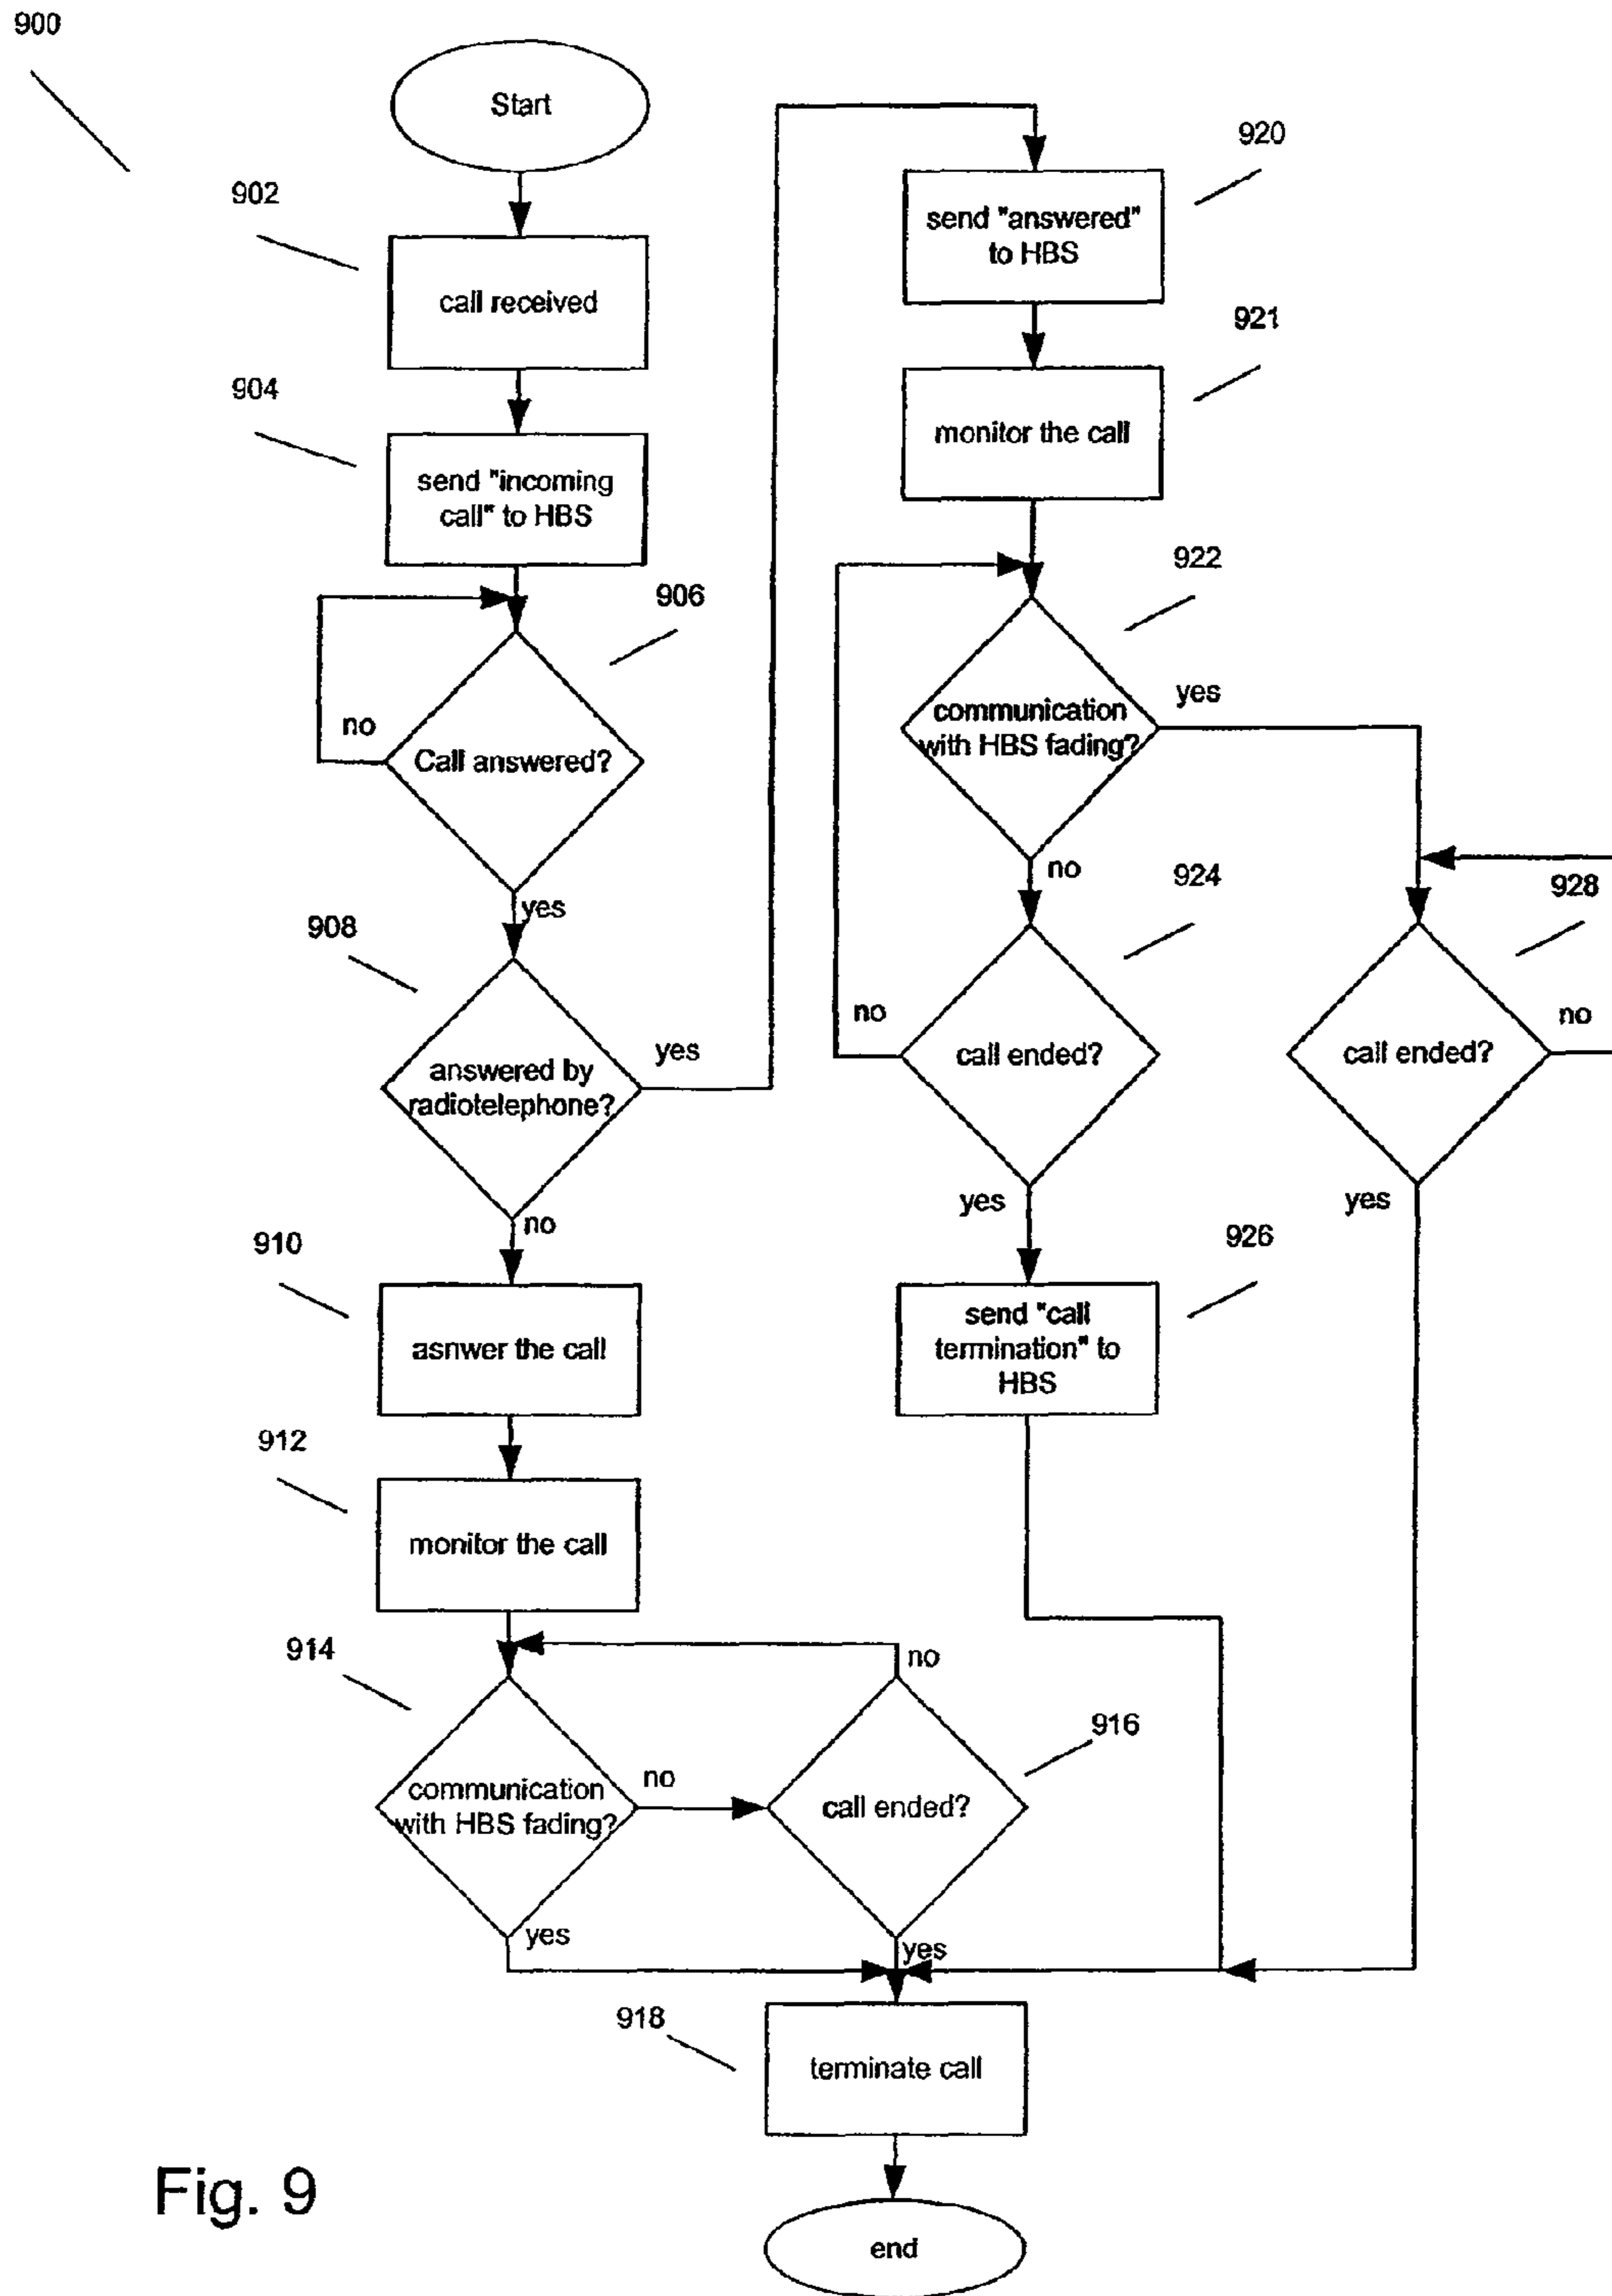 900
Start
902
call received
904
send "incoming
call" to HBS
906
no
Call answered?
yes
908
answered by
radiotelephone?
yes
no
910
asnwer the call
912
monitor the call
914
communication
with HBS fading?
no
yes
916
no
call ended?
yes
918
terminate call
end
920
send "answered"
to HBS
921
monitor the call
922
communication
with HBS fading?
yes
no
924
no
call ended?
yes
926
send "call
termination" to
HBS
928
call ended?
no
yes
Fig. 9